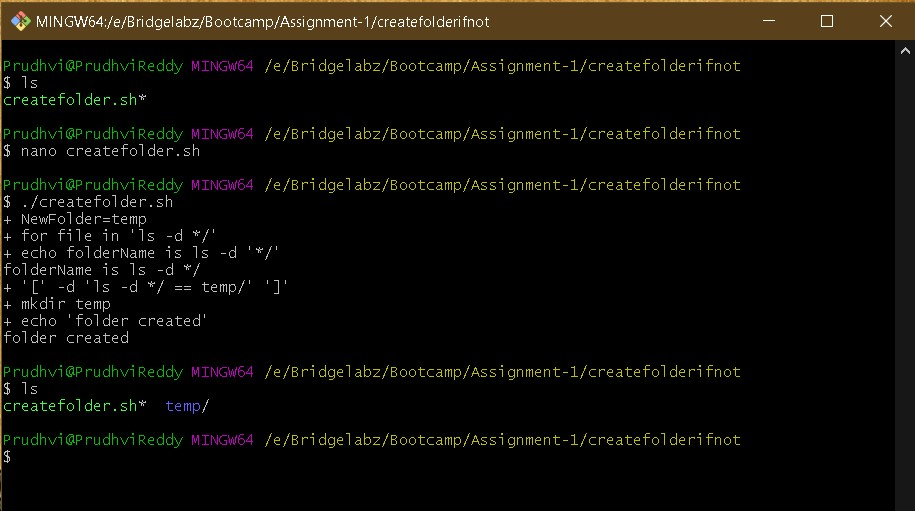 MINGW64:/e/Bridgelabz/Bootcamp/Assignment-1/createfolderifnot
Prudhvi@PrudhviReddy MINGW64 /e/Bridgelabz/Bootcamp/Assignment-1/createfolderifnot
$ ls
createfolder.sh*
Prudhvi@PrudhviReddy MINGW64 /e/Bridgelabz/Bootcamp/Assignment-1/createfolderifnot
$ nano createfolder.sh
Prudhvi@PrudhviReddy MINGW64 /e/Bridgelabz/Bootcamp/Assignment-1/createfolderifnot
$ ./createfolder.sh
+ NewFolder=temp
+ for file in 'ls -d */'
+ echo folderName is ls -d '*/'
folderName is ls -d */
+ '[' -d 'ls -d */ == temp/' ']'
+ mkdir temp
+ echo 'folder created'
folder created
Prudhvi@PrudhviReddy MINGW64 /e/Bridgelabz/Bootcamp/Assignment-1/createfolderifnot
$ ls
createfolder.sh*  temp/
Prudhvi@PrudhviReddy MINGW64 /e/Bridgelabz/Bootcamp/Assignment-1/createfolderifnot
$